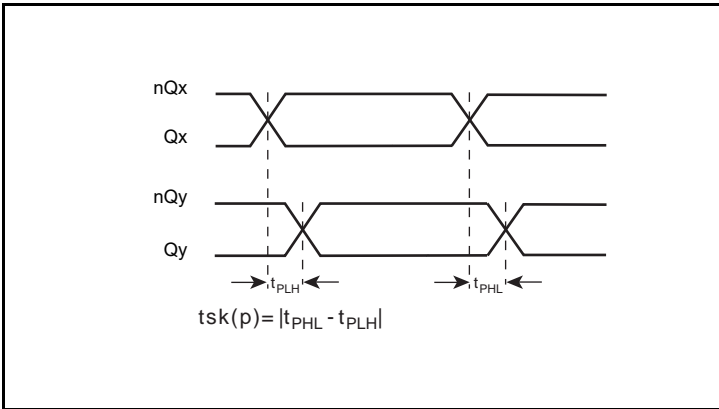 nQx
Qx
nQy
Qy
tPLH
tPHL
tsk(p)= |tPHL - tPLH|